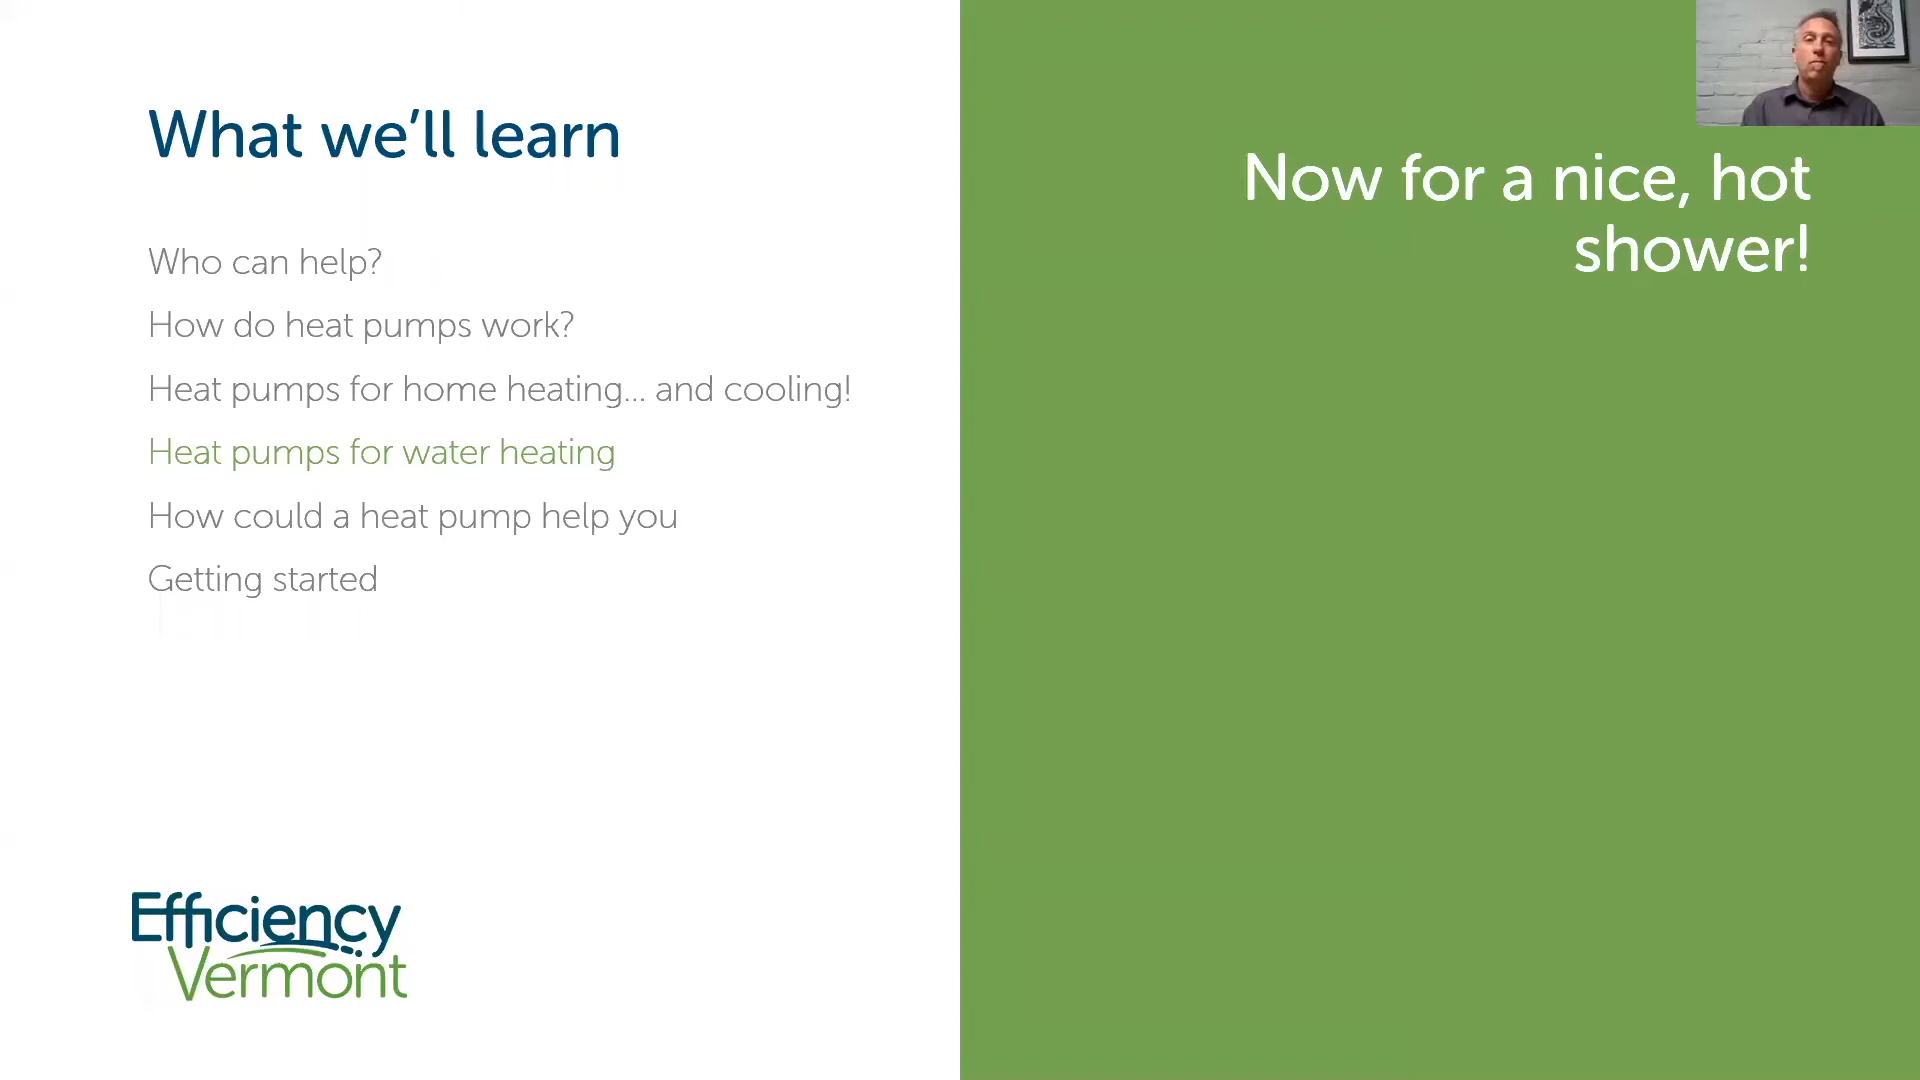 What we’ll learn
Who can help?
How do heat pumps work?
Heat pumps for home heating... and cooling!
Heat pumps for water heating
How could a heat pump help you
Getting started
Efficiency
Vermont
Now for a nice, hot
shower!